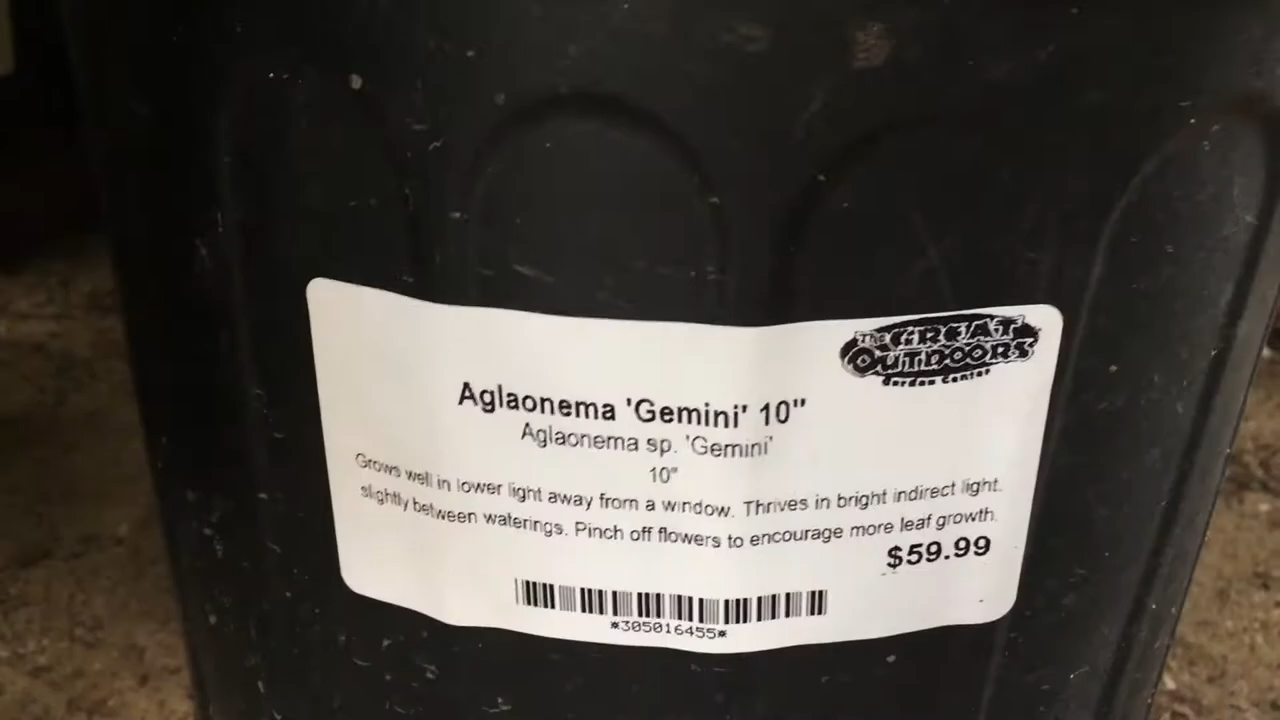 The GREAT
OUTDOORS
Garden Center
Aglaonema 'Gemini' 10"
Aglaonema sp. 'Gemini'
10"
Grows well in lower light away from a window. Thrives in bright indirect light.
slightly between waterings. Pinch off flowers to encourage more leaf growth.
$59.99
*305016455*